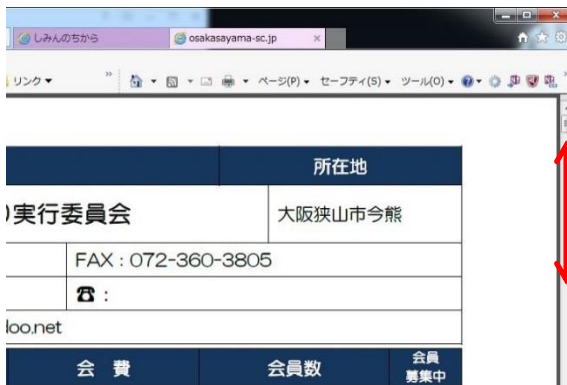 しみんのちから
osakasayama-sc.jp
リンク
ページ(P)
セーフティ(S)
ツール(O)
所在地
実行委員会
大阪狭山市今熊
FAX：072-360-3805
☎：
oo.net
会 費
会員数
会員
募集中